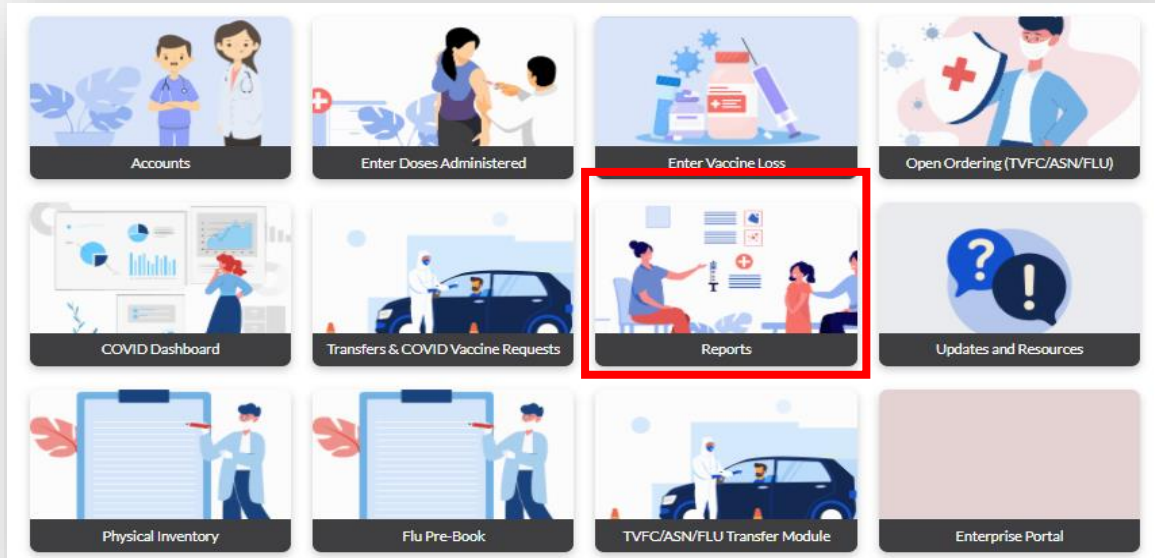 Accounts
Enter Doses Administered
Enter Vaccine Loss
Open Ordering (TVFC/ASN/FLU)
COVID Dashboard
Transfers & COVID Vaccine Requests
Reports
Updates and Resources
Physical Inventory
Flu Pre-Book
TVFC/ASN/FLU Transfer Module
Enterprise Portal